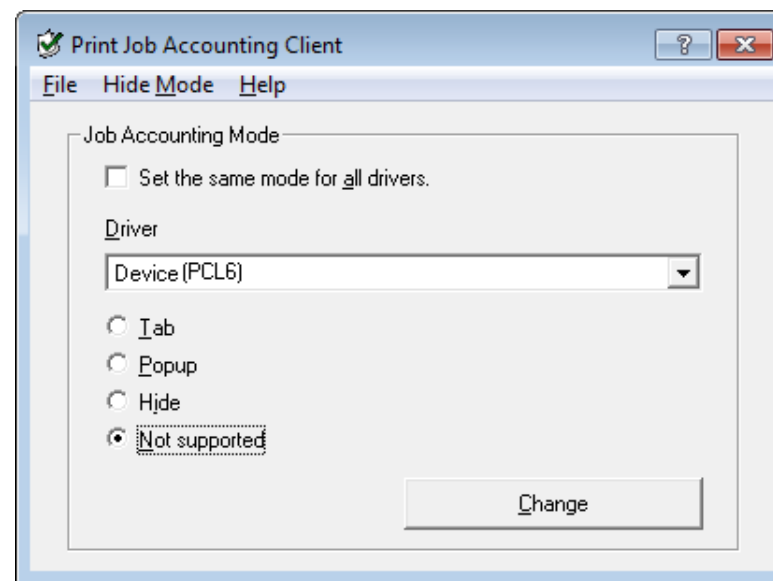 Print Job Accounting Client
File Hide Mode Help
Job Accounting Mode
Set the same mode for all drivers.
Driver
Device (PCL6)
Tab
Popup
Hide
Not supported
Change